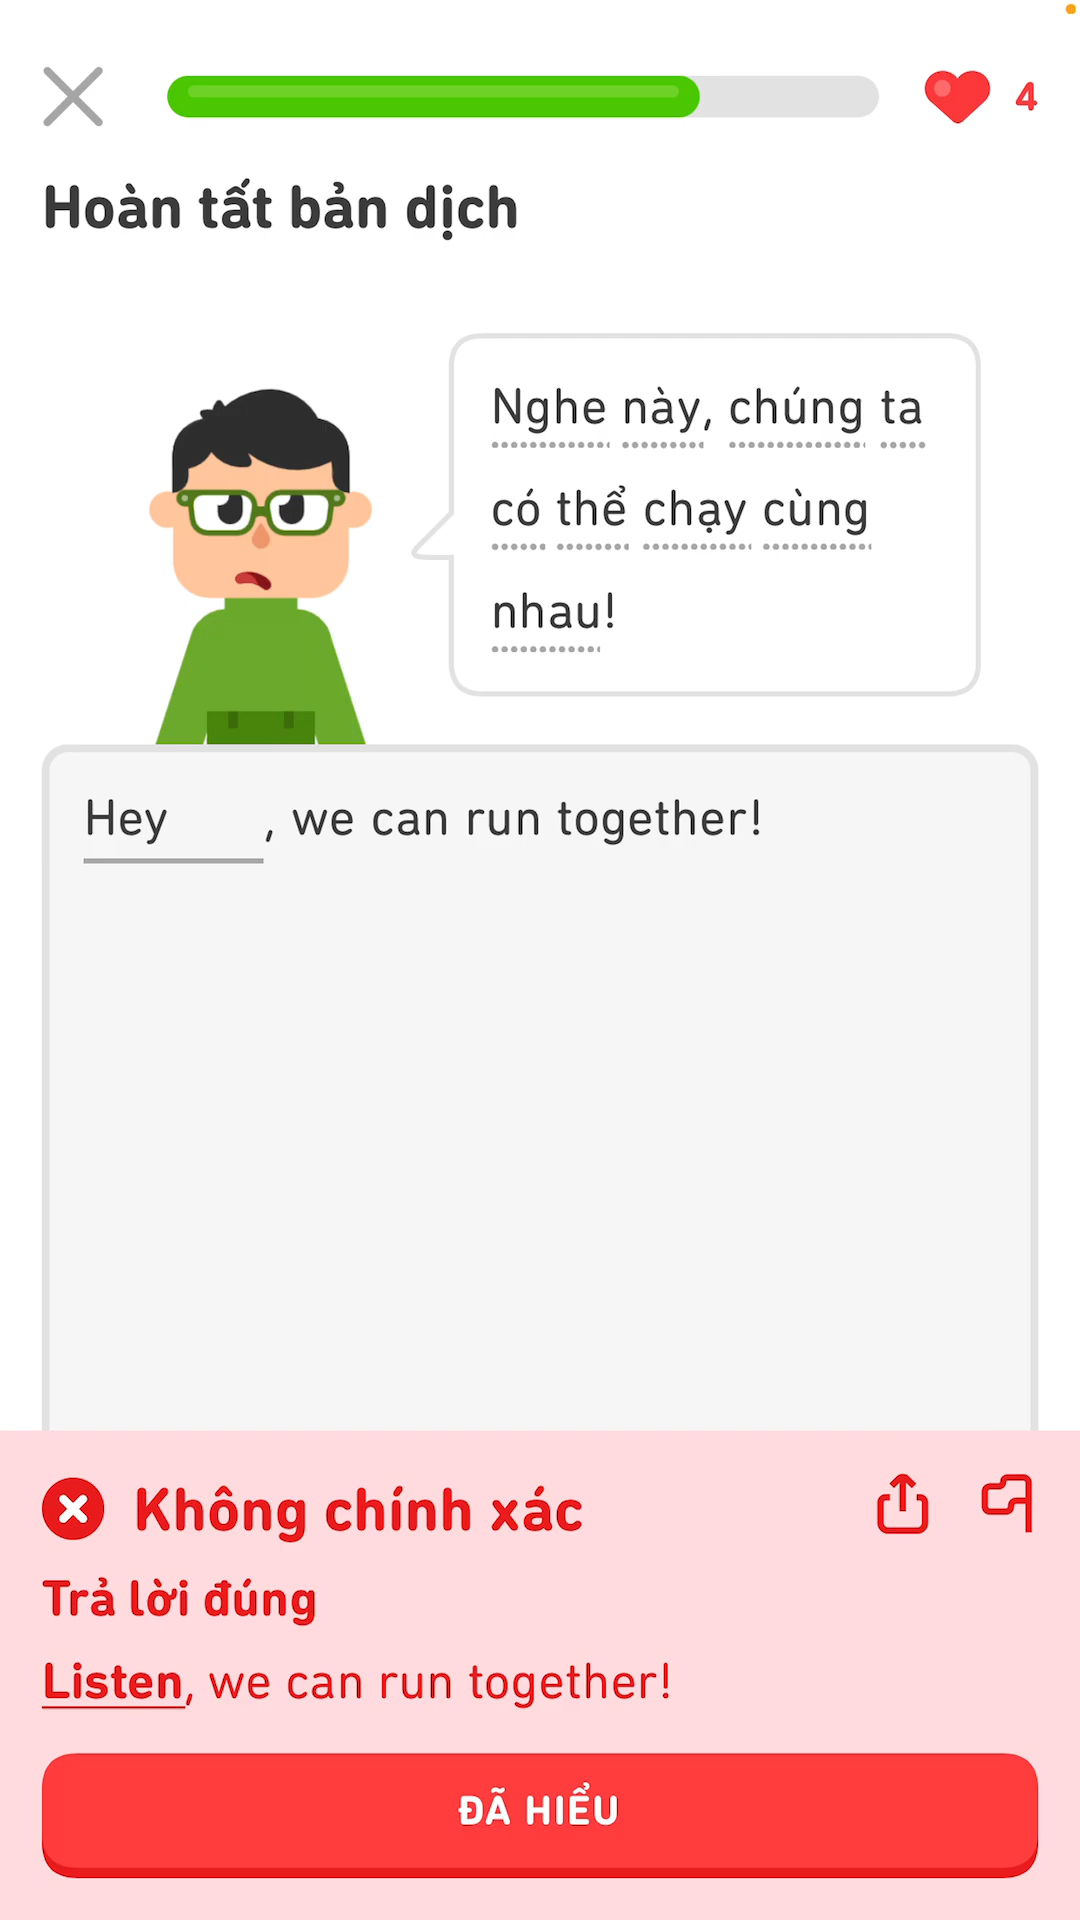 4
Hoàn tất bản dịch
Nghe này, chúng ta
có thể chạy cùng
nhau!
Hey , we can run together!
Không chính xác
Trả lời đúng
Listen, we can run together!
ĐÃ HIỂU